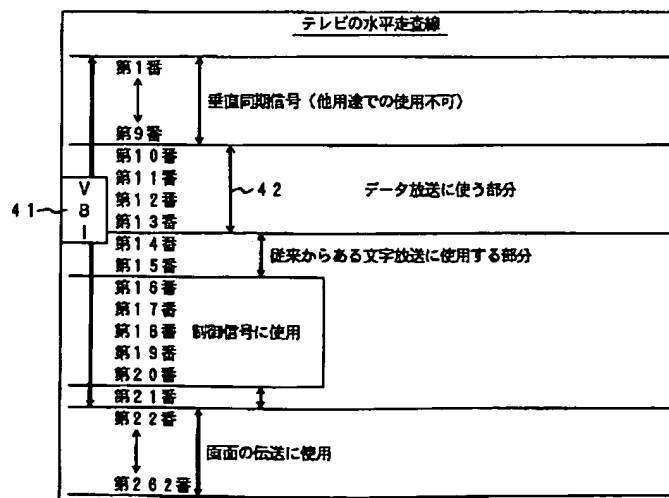 テレビの水平走査線
第1番
垂直同期信号（他用途での使用不可）
第9番
第10番
第11番
第12番
第13番
42
データ放送に使う部分
41
VBI
第14番
第15番
従来からある文字放送に使用する部分
第16番
第17番
第18番
第19番
第20番
制御信号に使用
第21番
第22番
画面の伝送に使用
第262番